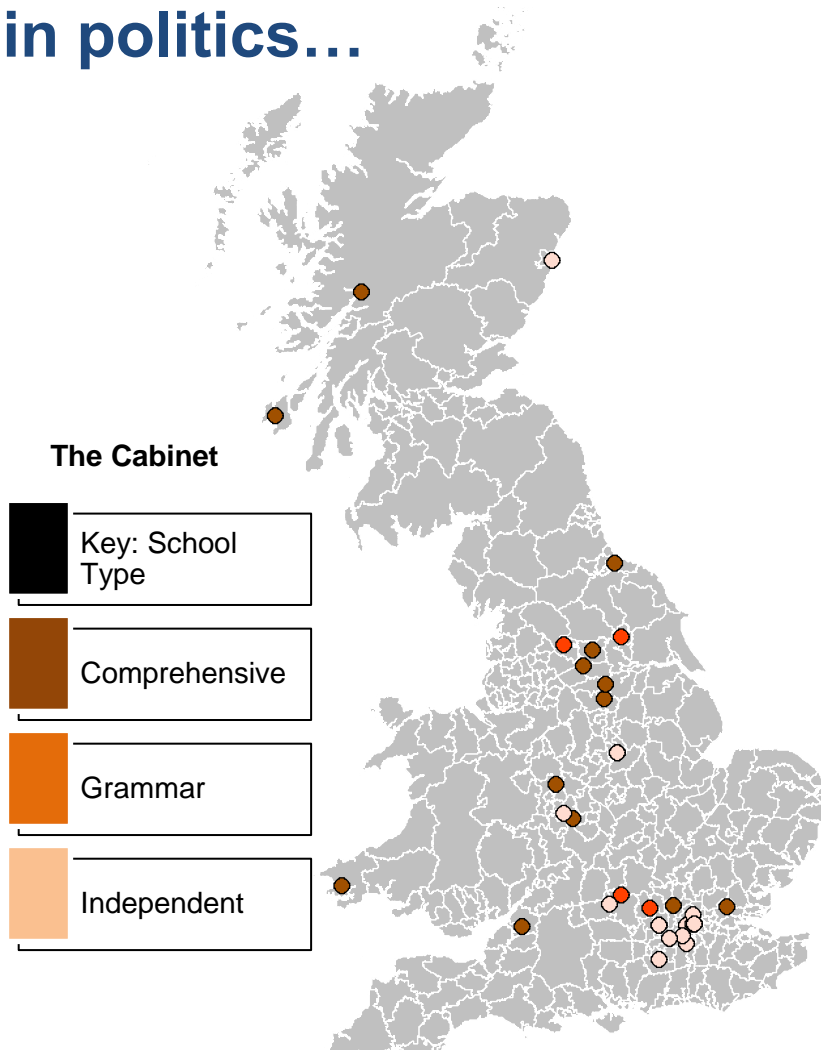 in politics…
The Cabinet
Key: School
Type
Comprehensive
Grammar
Independent